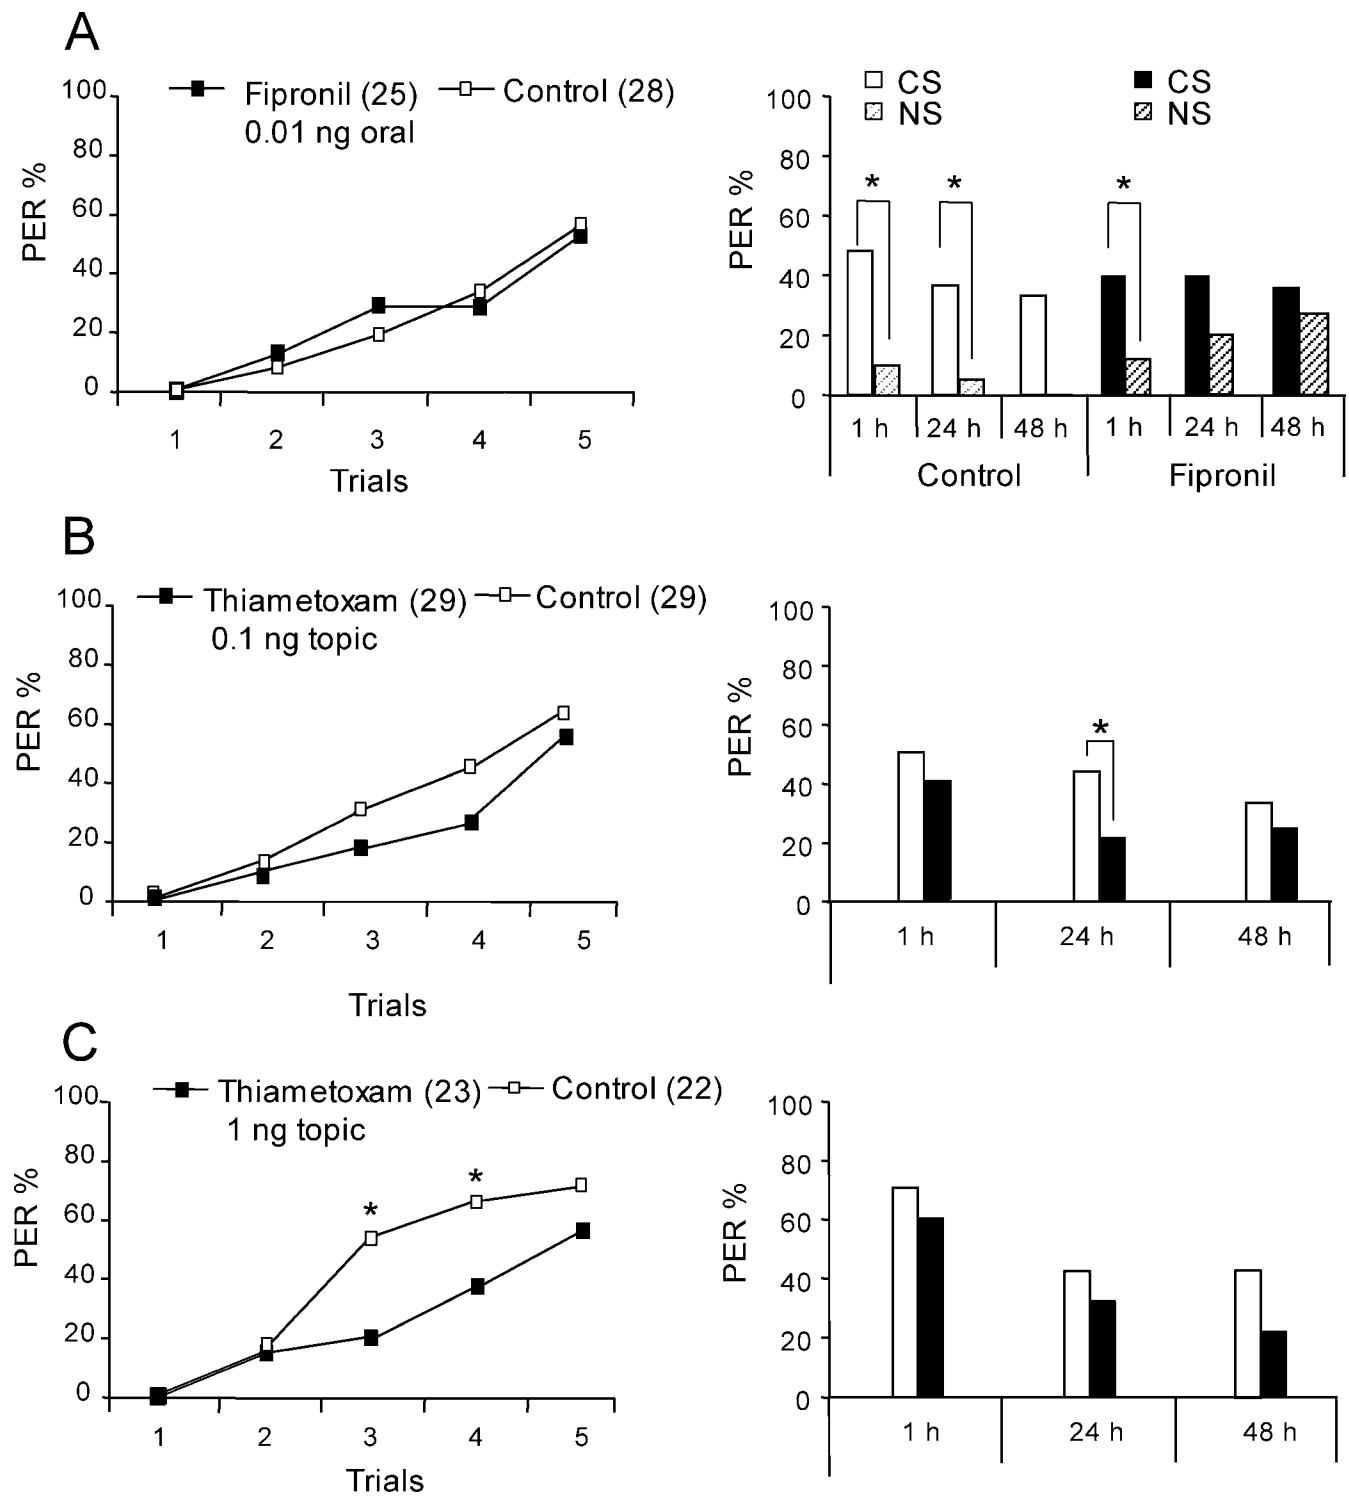 A
Fipronil (25) Control (28)
0.01 ng oral
PER %
100
80
60
40
20
0
1 2 3 4 5
Trials
CS CS
NS NS
PER %
100
80
60
40
20
0
* * *
1 h 24 h 48 h 1 h 24 h 48 h
Control Fipronil
B
Thiametoxam (29) Control (29)
0.1 ng topic
PER %
100
80
60
40
20
0
1 2 3 4 5
Trials
PER %
100
80
60
40
20
0
*
1 h 24 h 48 h
C
Thiametoxam (23) Control (22)
1 ng topic
PER %
100
80
60
40
20
0
* *
1 2 3 4 5
Trials
PER %
100
80
60
40
20
0
1 h 24 h 48 h